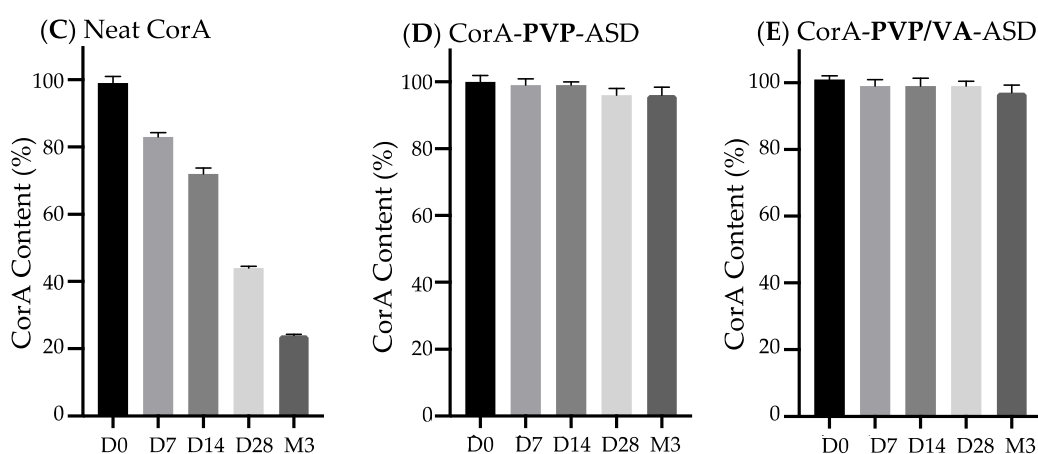 (C) Neat CorA
CorA Content (%)
100
80
60
40
20
0
D0 D7 D14 D28 M3
(D) CorA-PVP-ASD
CorA Content (%)
100
80
60
40
20
0
D0 D7 D14 D28 M3
(E) CorA-PVP/VA-ASD
CorA Content (%)
100
80
60
40
20
0
D0 D7 D14 D28 M3